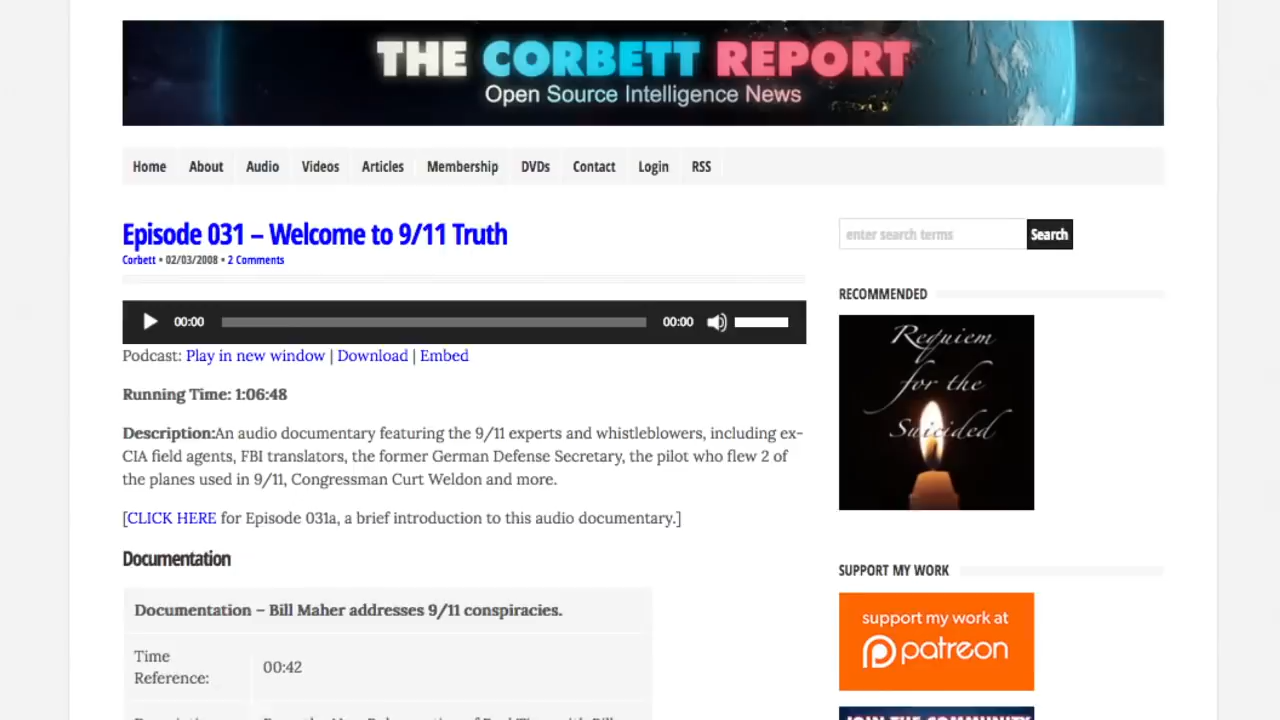 THE CORBETT REPORT
Open Source Intelligence News
Home About Audio Videos Articles Membership DVDs Contact Login RSS
Episode 031 – Welcome to 9/11 Truth
Corbett • 02/03/2008 • 2 Comments
enter search terms Search
RECOMMENDED
00:00 00:00
Podcast: Play in new window | Download | Embed
Running Time: 1:06:48
Description:An audio documentary featuring the 9/11 experts and whistleblowers, including ex-
CIA field agents, FBI translators, the former German Defense Secretary, the pilot who flew 2 of
the planes used in 9/11, Congressman Curt Weldon and more.
[CLICK HERE for Episode 031a, a brief introduction to this audio documentary.]
Requiem
for the
Suicided
Documentation
Documentation – Bill Maher addresses 9/11 conspiracies.
Time
Reference:
00:42
SUPPORT MY WORK
support my work at
patreon
JOIN THE COMMUNITY